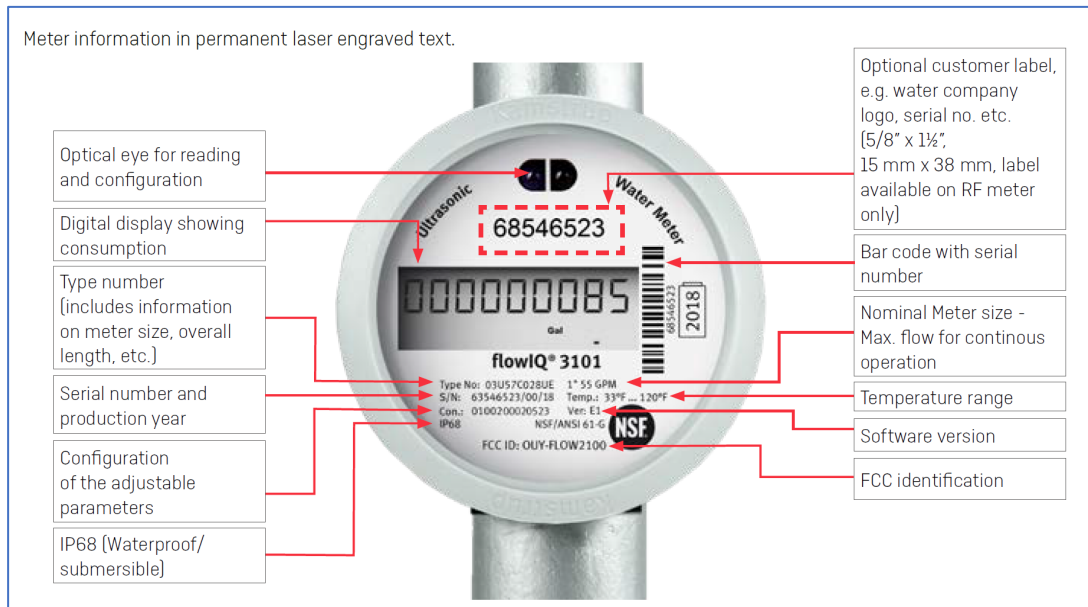 Meter information in permanent laser engraved text.
Optical eye for reading
and configuration
Digital display showing
consumption
Type number
(includes information
on meter size, overall
length, etc.)
Serial number and
production year
Configuration
of the adjustable
parameters
IP68 (Waterproof/
submersible)
Kamstrup
Ultrasonic
Water Meter
68546523
000000085
Gal
68546523
2018
flowIQ® 3101
Type No: 03U57C028UE 1" 55 GPM
S/N: 63546523/00/18 Temp.: 33°F ... 120°F
Con.: 0100200020523 Ver: E1
IP68 NSF/ANSI 61-G
NSF.
FCC ID: OUY-FLOW2100
Kamstrup
Optional customer label,
e.g. water company
logo, serial no. etc.
(5/8" x 1½",
15 mm x 38 mm, label
available on RF meter
only)
Bar code with serial
number
Nominal Meter size -
Max. flow for continous
operation
Temperature range
Software version
FCC identification